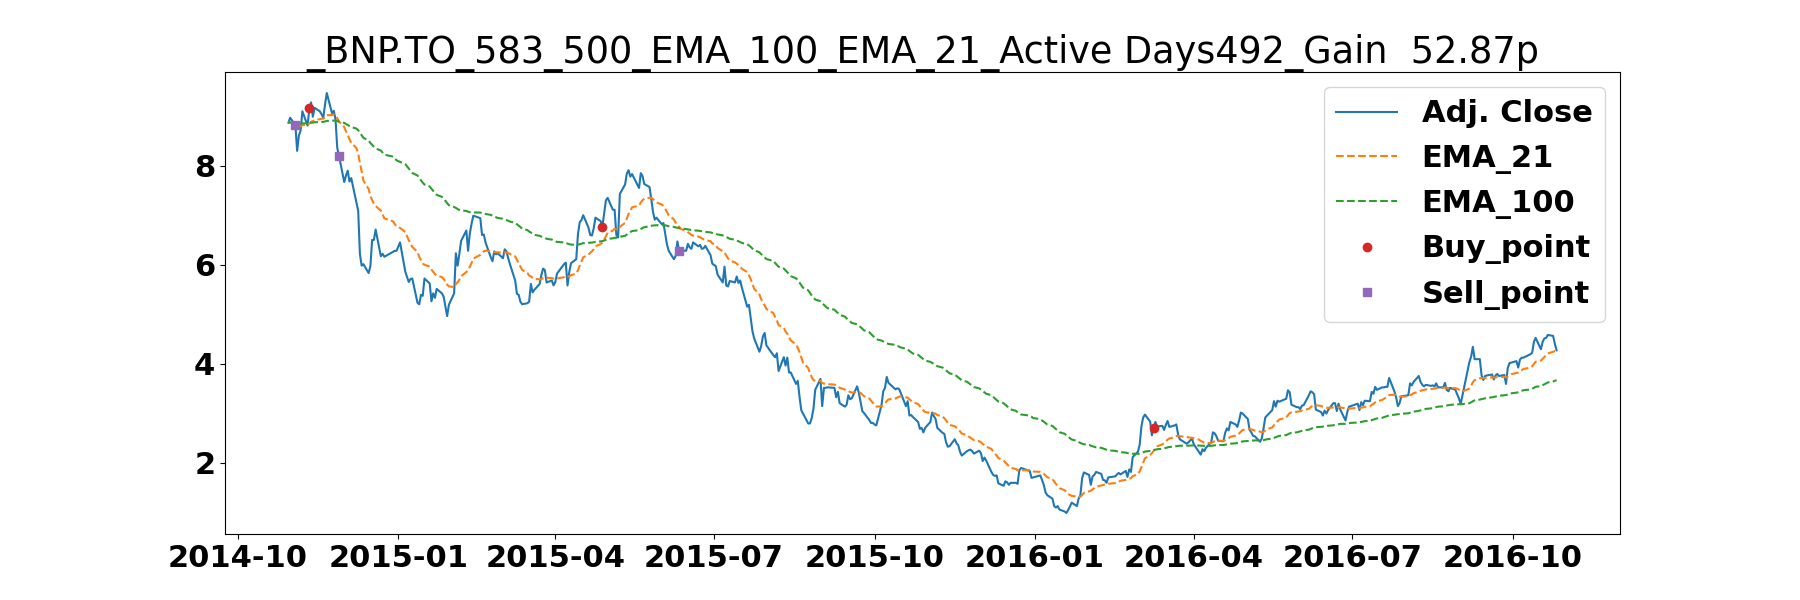 _BNP.TO_583_500_EMA_100_EMA_21_Active Days492_Gain  52.87p
Adj. Close
EMA_21
EMA_100
Buy_point
Sell_point
8
6
4
2
2014-10 2015-01 2015-04 2015-07 2015-10 2016-01 2016-04 2016-07 2016-10